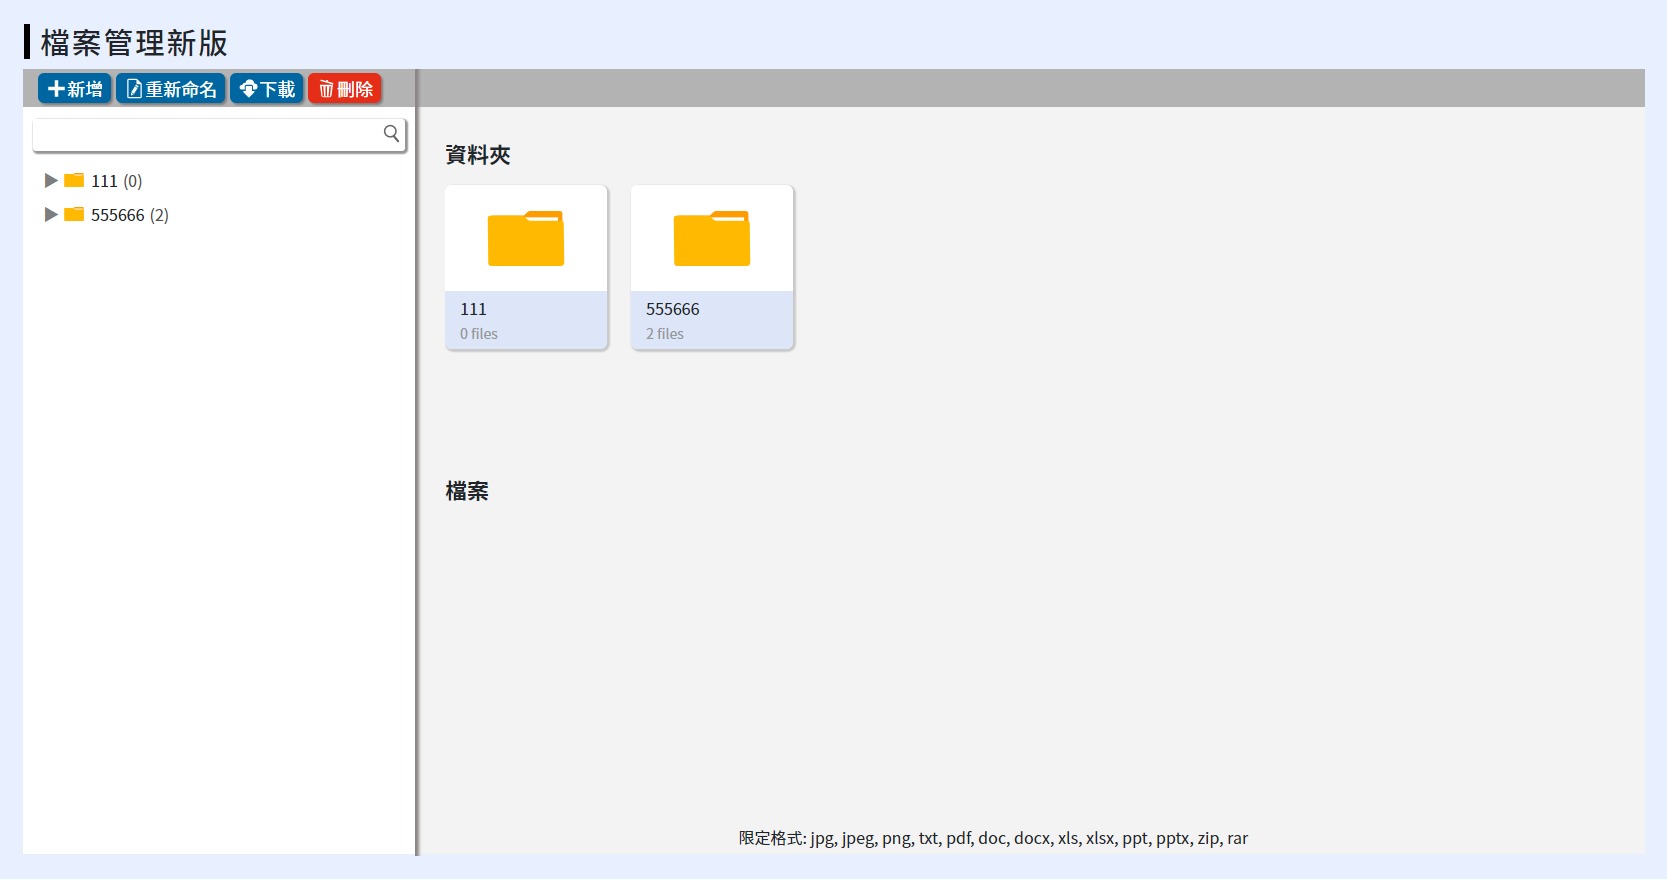 檔案管理新版
新增 重新命名 下載 刪除
111 (0)
555666 (2)
資料夾
111
0 files
555666
2 files
檔案
限定格式: jpg, jpeg, png, txt, pdf, doc, docx, xls, xlsx, ppt, pptx, zip, rar